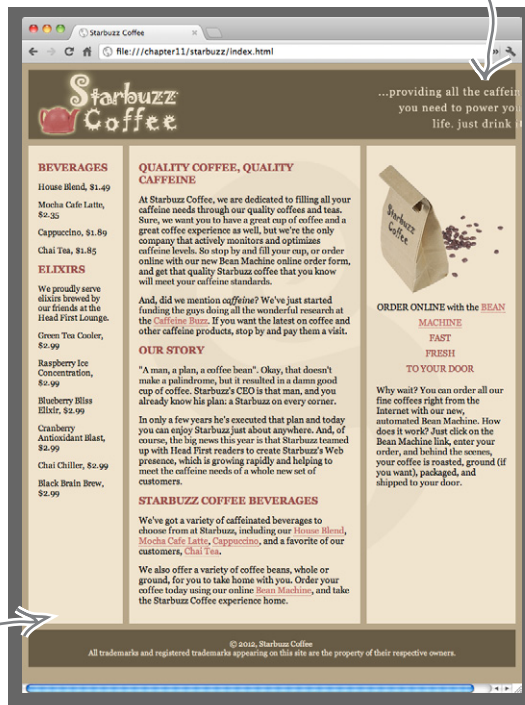 Starbuzz Coffee
file:///chapter11/starbuzz/index.html
Starbuzz
Coffee
...providing all the caffein
you need to power yo
life. just drink it
BEVERAGES
House Blend, $1.49
Mocha Cafe Latte,
$2.35
Cappuccino, $1.89
Chai Tea, $1.85
ELIXIRS
We proudly serve
elixirs brewed by
our friends at the
Head First Lounge.
Green Tea Cooler,
$2.99
Raspberry Ice
Concentration,
$2.99
Blueberry Bliss
Elixir, $2.99
Cranberry
Antioxidant Blast,
$2.99
Chai Chiller, $2.99
Black Brain Brew,
$2.99
QUALITY COFFEE, QUALITY
CAFFEINE
At Starbuzz Coffee, we are dedicated to filling all your
caffeine needs through our quality coffees and teas.
Sure, we want you to have a great cup of coffee and a
great coffee experience as well, but we're the only
company that actively monitors and optimizes
caffeine levels. So stop by and fill your cup, or order
online with our new Bean Machine online order form,
and get that quality Starbuzz coffee that you know
will meet your caffeine standards.
And, did we mention caffeine? We've just started
funding the guys doing all the wonderful research at
the Caffeine Buzz. If you want the latest on coffee and
other caffeine products, stop by and pay them a visit.
OUR STORY
"A man, a plan, a coffee bean". Okay, that doesn't
make a palindrome, but it resulted in a damn good
cup of coffee. Starbuzz's CEO is that man, and you
already know his plan: a Starbuzz on every corner.
In only a few years he's executed that plan and today
you can enjoy Starbuzz just about anywhere. And, of
course, the big news this year is that Starbuzz teamed
up with Head First readers to create Starbuzz's Web
presence, which is growing rapidly and helping to
meet the caffeine needs of a whole new set of
customers.
STARBUZZ COFFEE BEVERAGES
We've got a variety of caffeinated beverages to
choose from at Starbuzz, including our House Blend,
Mocha Cafe Latte, Cappuccino, and a favorite of our
customers, Chai Tea.
We also offer a variety of coffee beans, whole or
ground, for you to take home with you. Order your
coffee today using our online Bean Machine, and take
the Starbuzz Coffee experience home.
Starbuzz
Coffee
ORDER ONLINE with the BEAN
MACHINE
FAST
FRESH
TO YOUR DOOR
Why wait? You can order all our
fine coffees right from the
Internet with our new,
automated Bean Machine. How
does it work? Just click on the
Bean Machine link, enter your
order, and behind the scenes,
your coffee is roasted, ground (if
you want), packaged, and
shipped to your door.
© 2012, Starbuzz Coffee
All trademarks and registered trademarks appearing on this site are the property of their respective owners.